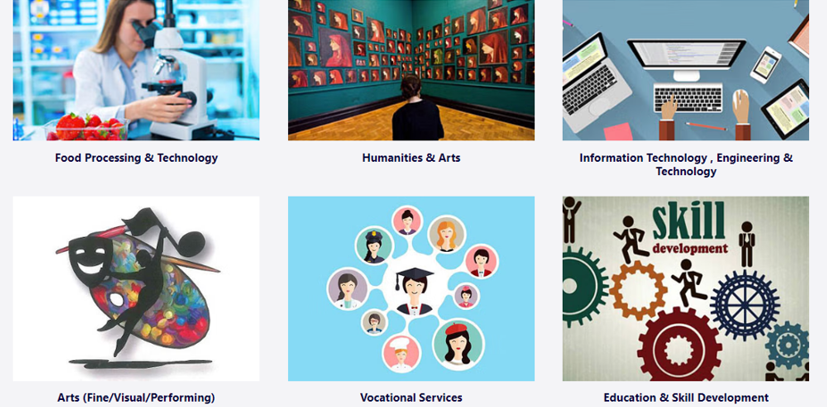 Food Processing & Technology
Humanities & Arts
Information Technology , Engineering &
Technology
skill
development
Arts (Fine/Visual/Performing)
Vocational Services
Education & Skill Development